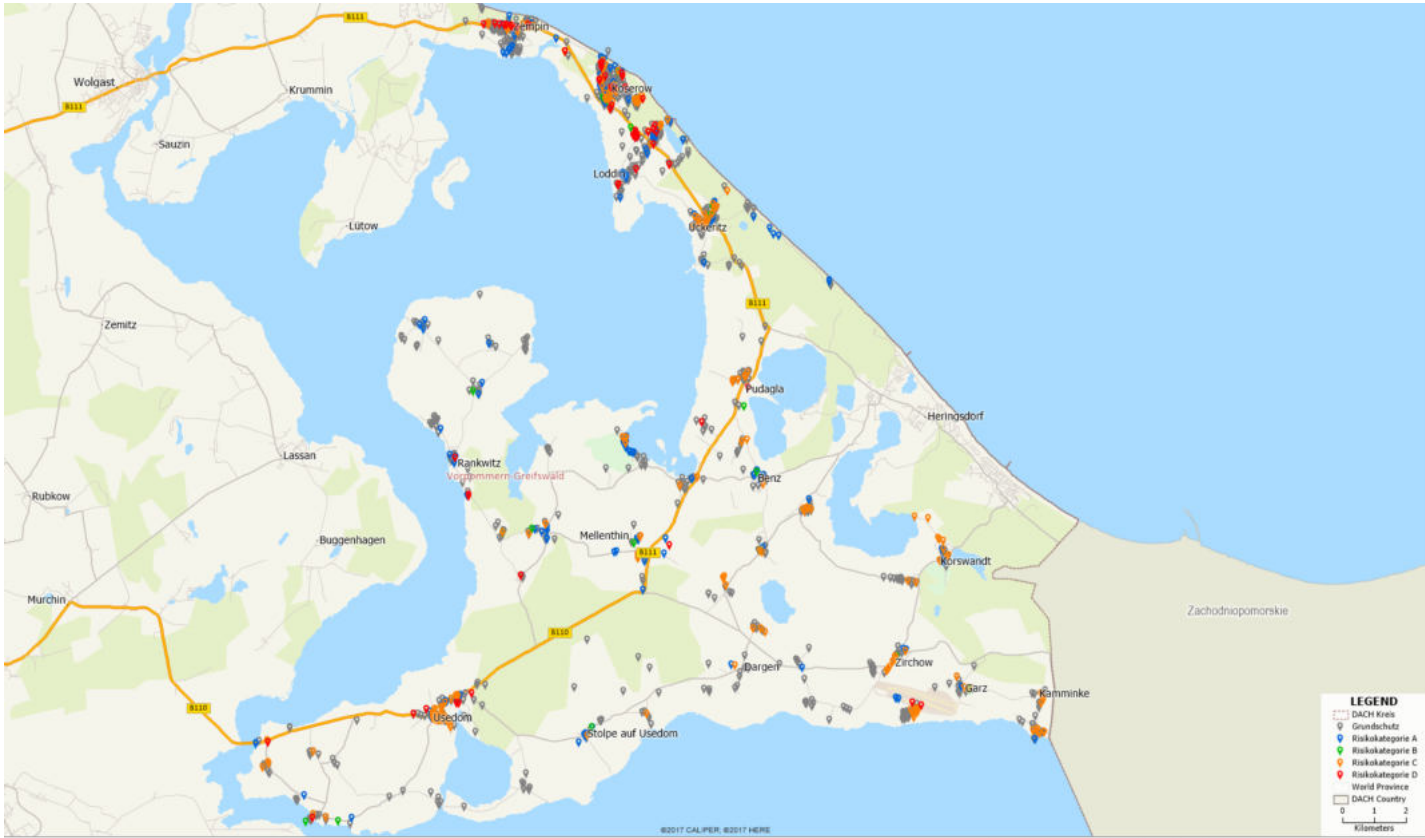 B111
Zempin
Wolgast
Krummin
Koserow
B111
Sauzin
Loddin
Lütow
Ückeritz
B111
Zemitz
Pudagla
Heringsdorf
Lassan
Rankwitz
Vorpommern-Greifswald
Benz
Rubkow
Mellenthin
Buggenhagen
B111
Korswandt
Murchin
Zachodniopomorskie
B110
Zirchow
Dargen
Garz
Kamminke
B110
Usedom
Stolpe auf Usedom
LEGEND
DACH Kreis
Grundschutz
Risikokategorie A
Risikokategorie B
Risikokategorie C
Risikokategorie D
World Province
DACH Country
0 1 2
Kilometers
©2017 CALIPER; ©2017 HERE